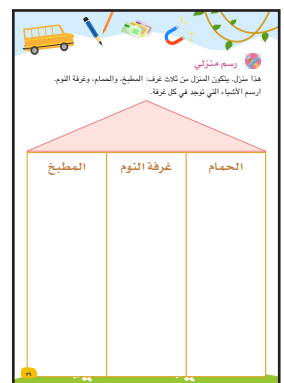 رسم منزلي
هذا منزل. يتكون المنزل من ثلاث غرف: المطبخ، والحمام، وغرفة النوم.
ارسم الأشياء التي توجد في كل غرفة.
الحمام
غرفة النوم
المطبخ
٣٩